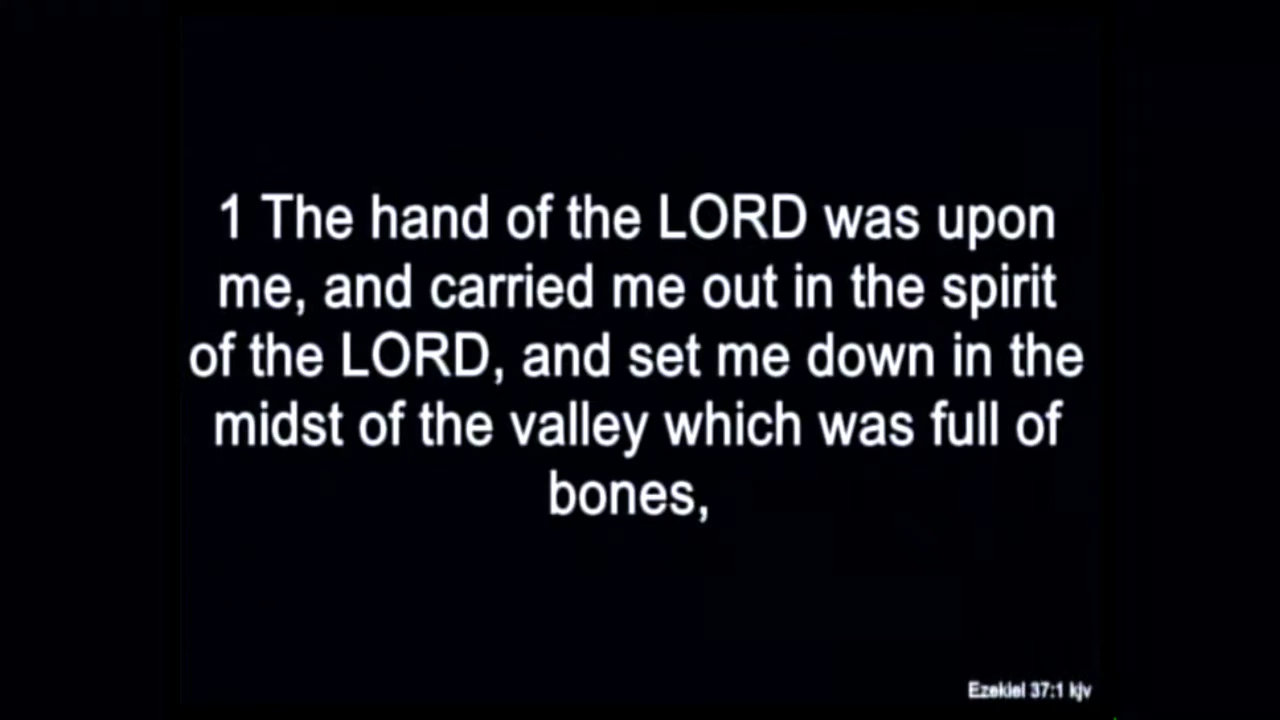 1 The hand of the LORD was upon
me, and carried me out in the spirit
of the LORD, and set me down in the
midst of the valley which was full of
bones,
Ezekiel 37:1 kjv